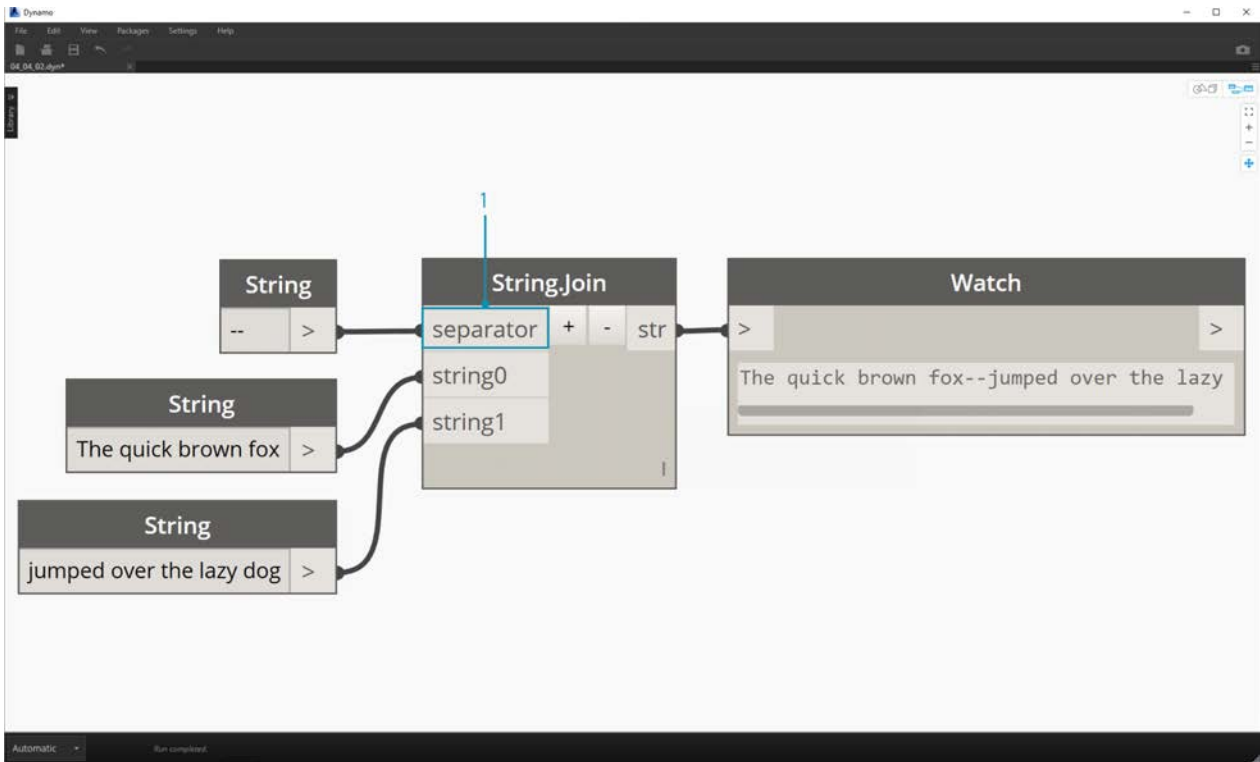 Dynamo
File Edit View Packages Settings Help
04_04_02.dyn*
Library
1
String
-- >
String.Join
separator + - str
string0
string1
l
Watch
> >
The quick brown fox--jumped over the lazy
String
The quick brown fox >
String
jumped over the lazy dog >
Automatic Run completed.